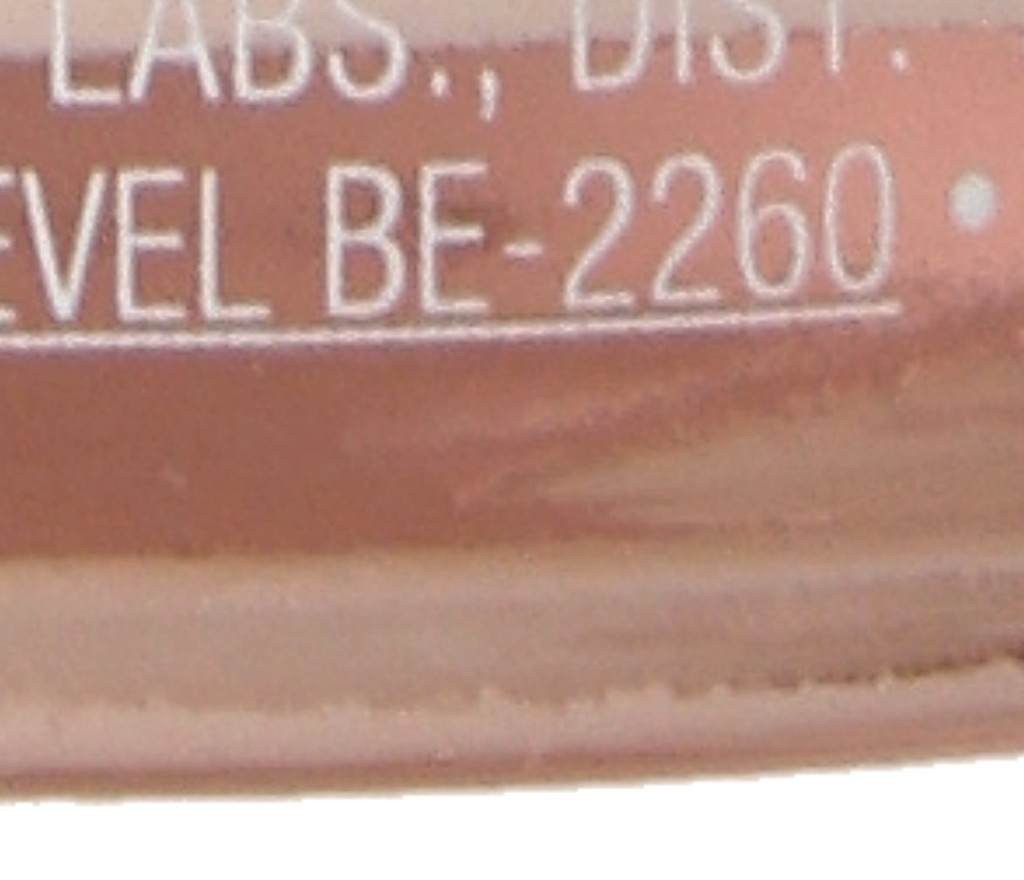 LABS., DIST.
EVEL BE-2260 •